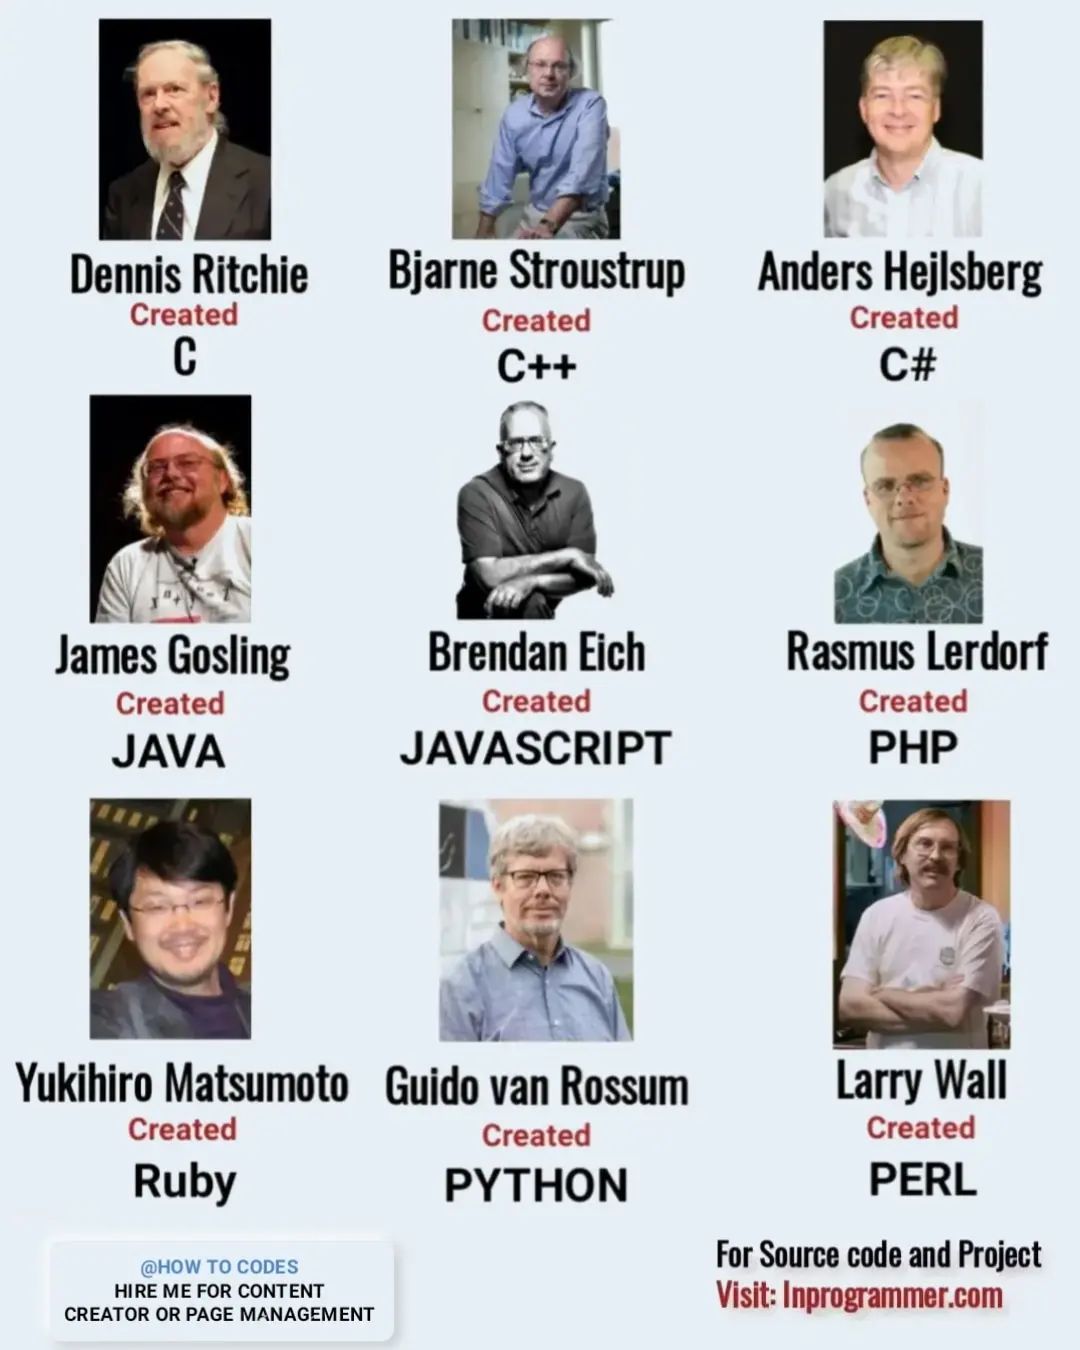 Dennis Ritchie
Created
C
Bjarne Stroustrup
Created
C++
Anders Hejlsberg
Created
C#
James Gosling
Created
JAVA
Brendan Eich
Created
JAVASCRIPT
Rasmus Lerdorf
Created
PHP
Yukihiro Matsumoto
Created
Ruby
Guido van Rossum
Created
PYTHON
Larry Wall
Created
PERL
@HOW TO CODES
HIRE ME FOR CONTENT
CREATOR OR PAGE MANAGEMENT
For Source code and Project
Visit: Inprogrammer.com